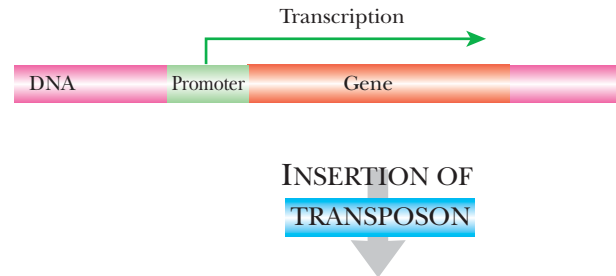 Transcription
DNA Promoter Gene
INSERTION OF
TRANSPOSON